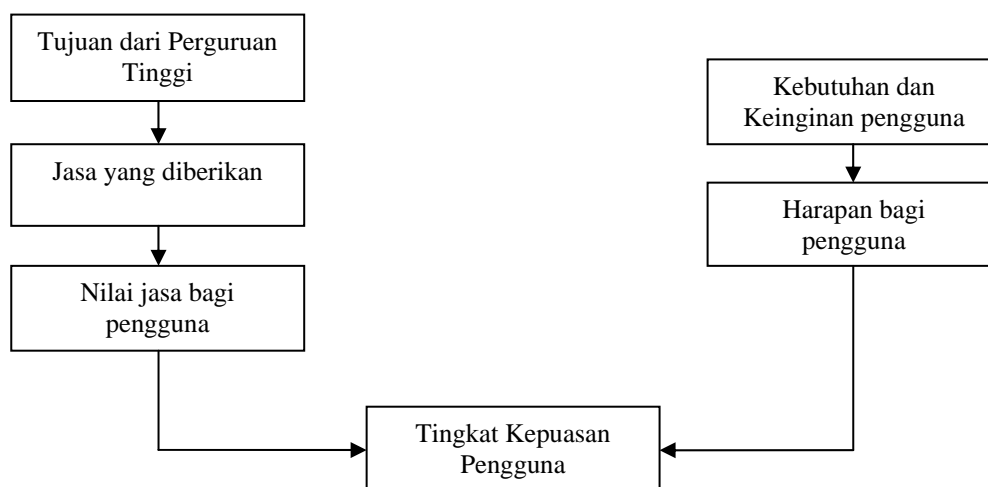 Tujuan dari Perguruan
Tinggi
Jasa yang diberikan
Nilai jasa bagi
pengguna
Kebutuhan dan
Keinginan pengguna
Harapan bagi
pengguna
Tingkat Kepuasan
Pengguna